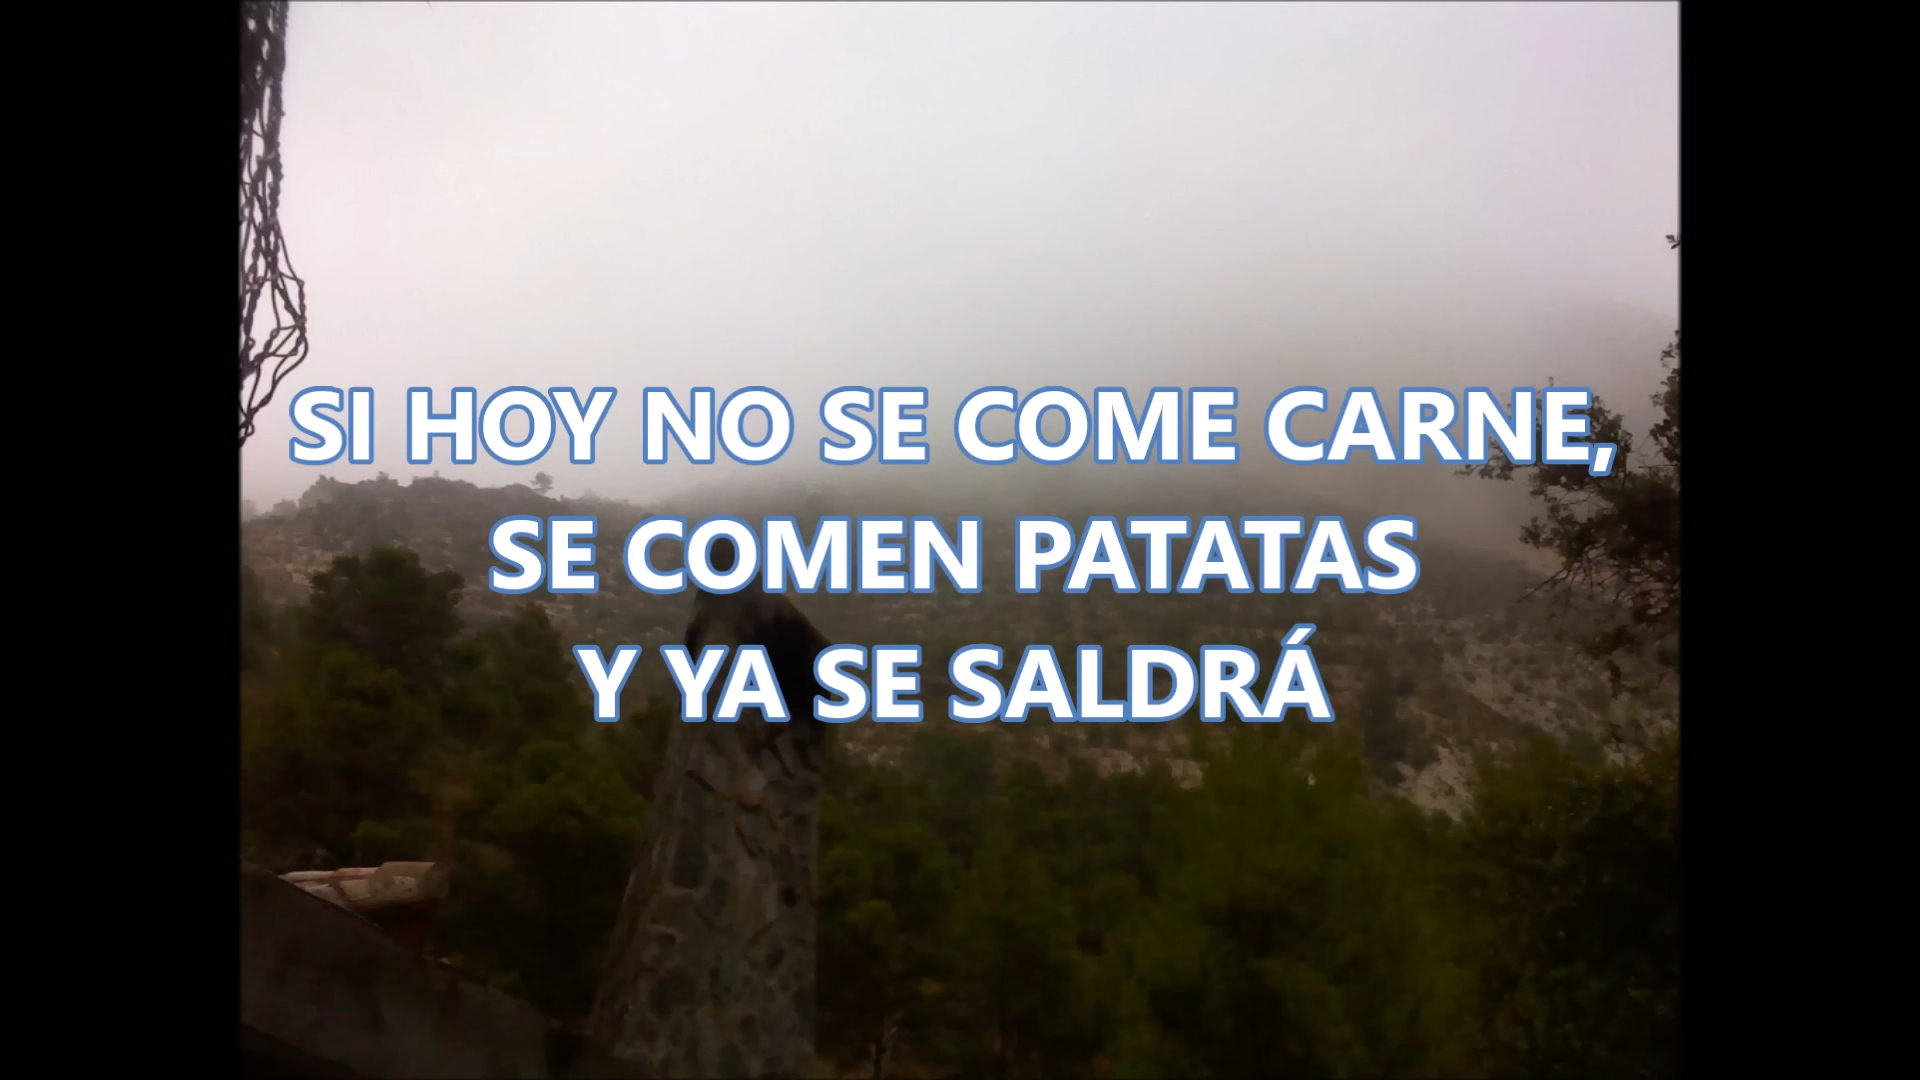 SI HOY NO SE COME CARNE,
SE COMEN PATATAS
Y YA SE SALDRÁ